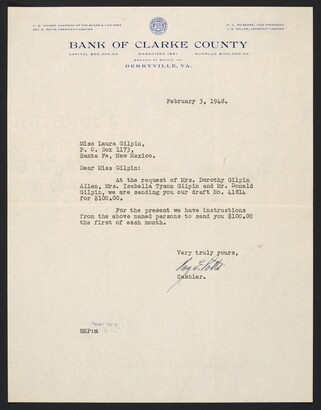 BANK OF CLARKE COUNTY
ORGANIZED 1881
BERRYVILLE, VA.
February 3, 1948.
Miss Laura Gilpin,
P. O. Box 1173,
Santa Fe, New Mexico.
Dear Miss Gilpin:
At the request of Mrs. Dorothy Gilpin
Allen, Mrs. Isabella Tyson Gilpin and Mr. Donald
Gilpin, we are sending you our draft No. 41814
for $100.00.
For the present we have instructions
from the above named persons to send you $100.00
the first of each month.
Very truly yours,
Roy E. Potts
Cashier.
REP:m